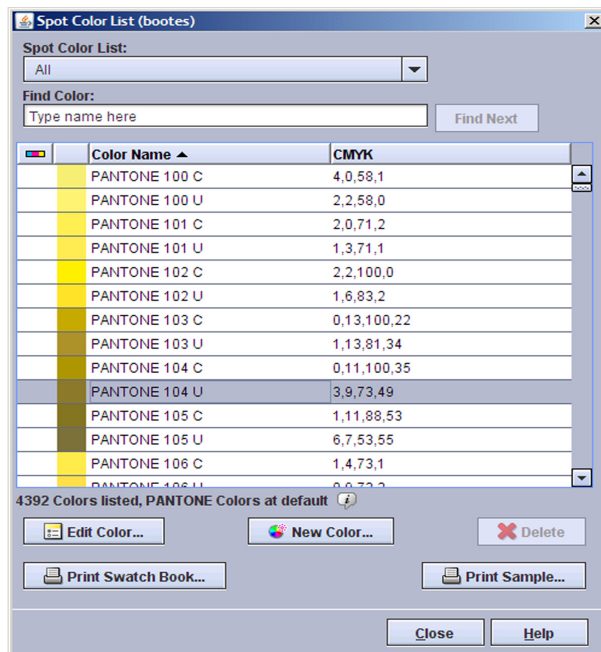 Spot Color List (bootes)
Spot Color List:
All
Find Color:
Type name here
Find Next
Color Name CMYK
PANTONE 100 C 4,0,58,1
PANTONE 100 U 2,2,58,0
PANTONE 101 C 2,0,71,2
PANTONE 101 U 1,3,71,1
PANTONE 102 C 2,2,100,0
PANTONE 102 U 1,6,83,2
PANTONE 103 C 0,13,100,22
PANTONE 103 U 1,13,81,34
PANTONE 104 C 0,11,100,35
PANTONE 104 U 3,9,73,49
PANTONE 105 C 1,11,88,53
PANTONE 105 U 6,7,53,55
PANTONE 106 C 1,4,73,1
PANTONE 106 U
4392 Colors listed, PANTONE Colors at default
Edit Color... New Color... Delete
Print Swatch Book... Print Sample...
Close Help